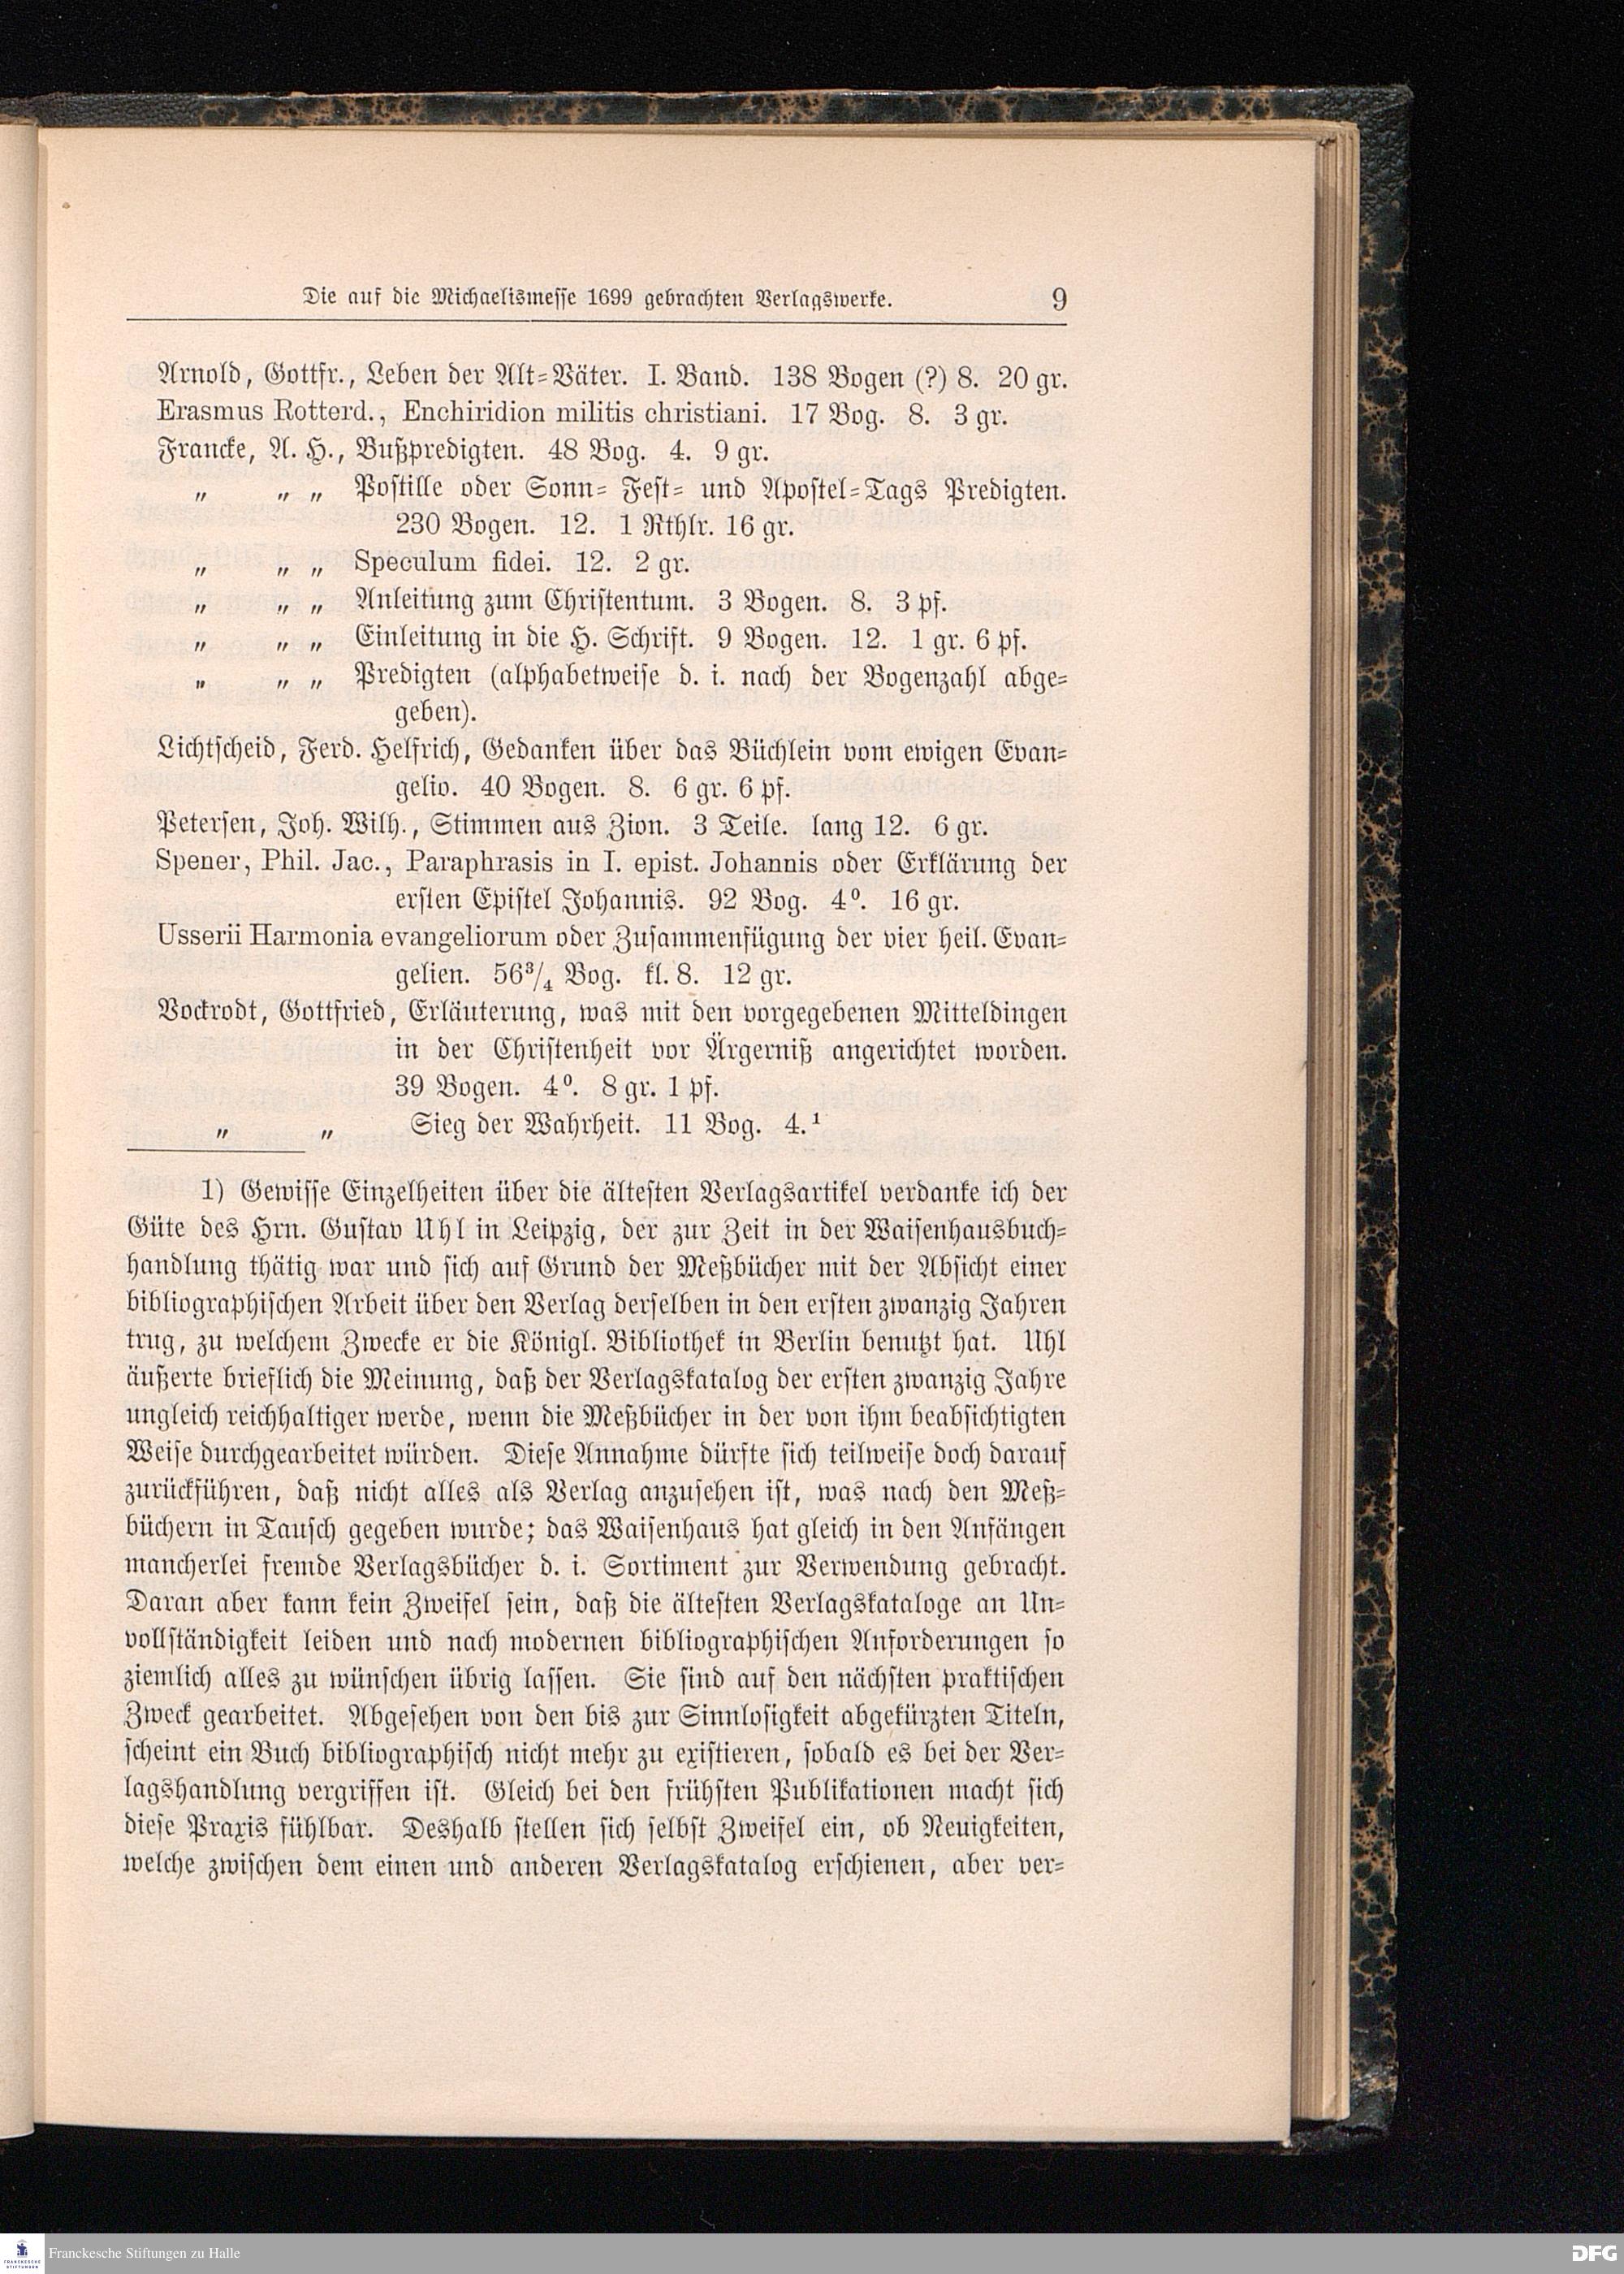 Die auf die Michaelismesse 1699 gebrachten Verlagswerke. 9
Arnold, Gottfr., Leben der Alt-Väter. I. Band. 138 Bogen (?) 8. 20 gr.
Erasmus Rotterd., Enchiridion militis christiani. 17 Bog. 8. 3 gr.
Francke, A. H., Bußpredigten. 48 Bog. 4. 9 gr.
„ „ „ Postille oder Sonn- Fest- und Apostel-Tags Predigten.
230 Bogen. 12. 1 Rthlr. 16 gr.
„ „ „ Speculum fidei. 12. 2 gr.
„ „ „ Anleitung zum Christentum. 3 Bogen. 8. 3 pf.
„ „ „ Einleitung in die H. Schrift. 9 Bogen. 12. 1 gr. 6 pf.
„ „ „ Predigten (alphabetweise d. i. nach der Bogenzahl abge-
geben).
Lichtscheid, Ferd. Helfrich, Gedanken über das Büchlein vom ewigen Evan-
gelio. 40 Bogen. 8. 6 gr. 6 pf.
Petersen, Joh. Wilh., Stimmen aus Zion. 3 Teile. lang 12. 6 gr.
Spener, Phil. Jac., Paraphrasis in I. epist. Johannis oder Erklärung der
ersten Epistel Johannis. 92 Bog. 4⁰. 16 gr.
Usserii Harmonia evangeliorum oder Zusammenfügung der vier heil. Evan-
gelien. 56³/₄ Bog. kl. 8. 12 gr.
Vockrodt, Gottfried, Erläuterung, was mit den vorgegebenen Mitteldingen
in der Christenheit vor Ärgerniß angerichtet worden.
39 Bogen. 4⁰. 8 gr. 1 pf.
„ „ Sieg der Wahrheit. 11 Bog. 4.¹
1) Gewisse Einzelheiten über die ältesten Verlagsartikel verdanke ich der
Güte des Hrn. Gustav Uhl in Leipzig, der zur Zeit in der Waisenhausbuch-
handlung thätig war und sich auf Grund der Meßbücher mit der Absicht einer
bibliographischen Arbeit über den Verlag derselben in den ersten zwanzig Jahren
trug, zu welchem Zwecke er die Königl. Bibliothek in Berlin benutzt hat. Uhl
äußerte brieflich die Meinung, daß der Verlagskatalog der ersten zwanzig Jahre
ungleich reichhaltiger werde, wenn die Meßbücher in der von ihm beabsichtigten
Weise durchgearbeitet würden. Diese Annahme dürfte sich teilweise doch darauf
zurückführen, daß nicht alles als Verlag anzusehen ist, was nach den Meß-
büchern in Tausch gegeben wurde; das Waisenhaus hat gleich in den Anfängen
mancherlei fremde Verlagsbücher d. i. Sortiment zur Verwendung gebracht.
Daran aber kann kein Zweifel sein, daß die ältesten Verlagskataloge an Un-
vollständigkeit leiden und nach modernen bibliographischen Anforderungen so
ziemlich alles zu wünschen übrig lassen. Sie sind auf den nächsten praktischen
Zweck gearbeitet. Abgesehen von den bis zur Sinnlosigkeit abgekürzten Titeln,
scheint ein Buch bibliographisch nicht mehr zu existieren, sobald es bei der Ver-
lagshandlung vergriffen ist. Gleich bei den frühsten Publikationen macht sich
diese Praxis fühlbar. Deshalb stellen sich selbst Zweifel ein, ob Neuigkeiten,
welche zwischen dem einen und anderen Verlagskatalog erschienen, aber ver-
FRANCKESCHE
STIFTUNGEN
Franckesche Stiftungen zu Halle
DFG